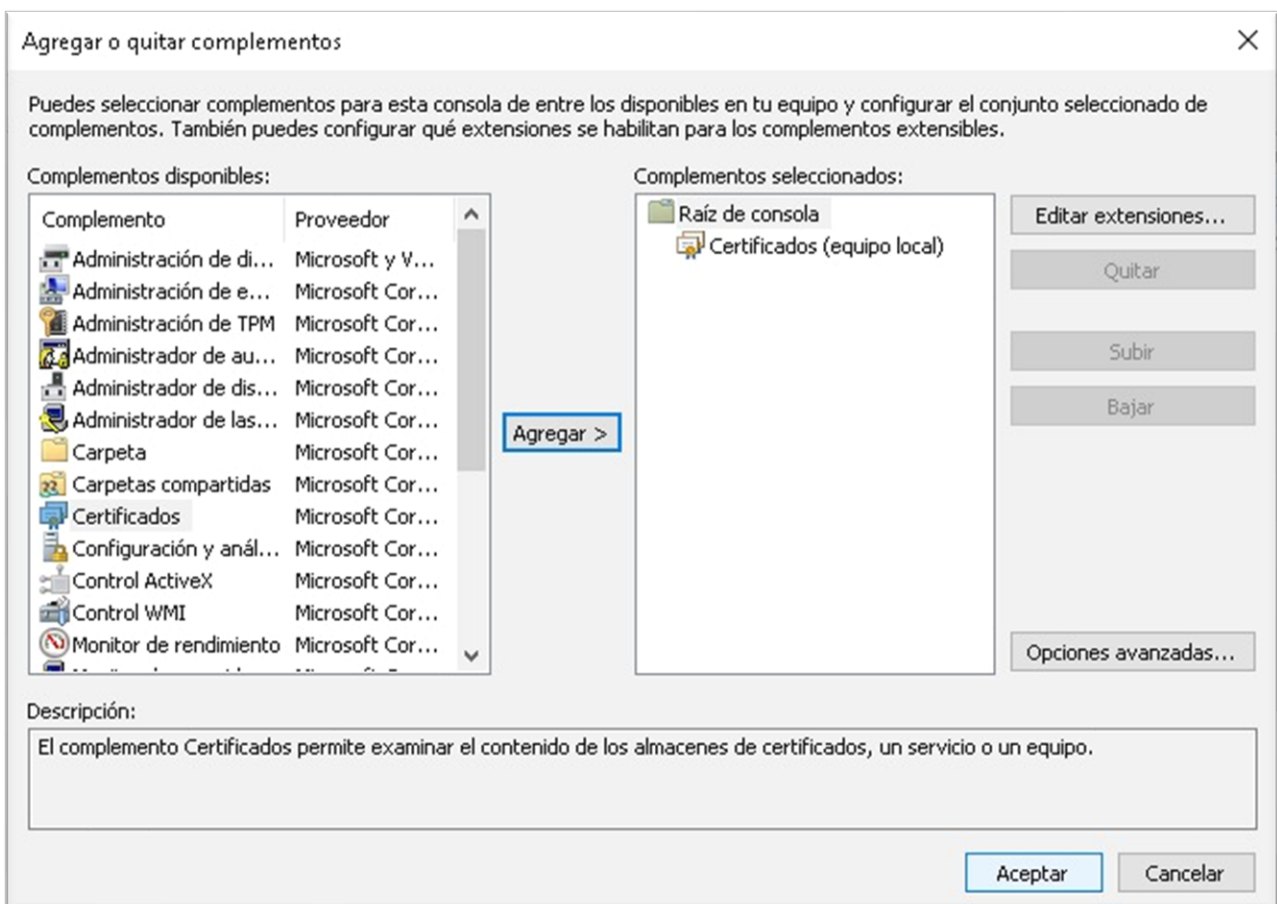 Agregar o quitar complementos
Puedes seleccionar complementos para esta consola de entre los disponibles en tu equipo y configurar el conjunto seleccionado de
complementos. También puedes configurar qué extensiones se habilitan para los complementos extensibles.
Complementos disponibles:
Complemento Proveedor
Administración de di... Microsoft y V...
Administración de e... Microsoft Cor...
Administración de TPM Microsoft Cor...
Administrador de au... Microsoft Cor...
Administrador de dis... Microsoft Cor...
Administrador de las... Microsoft Cor...
Carpeta Microsoft Cor...
Carpetas compartidas Microsoft Cor...
Certificados Microsoft Cor...
Configuración y anál... Microsoft Cor...
Control ActiveX Microsoft Cor...
Control WMI Microsoft Cor...
Monitor de rendimiento Microsoft Cor...
Agregar >
Complementos seleccionados:
Raíz de consola
Certificados (equipo local)
Editar extensiones...
Quitar
Subir
Bajar
Opciones avanzadas...
Descripción:
El complemento Certificados permite examinar el contenido de los almacenes de certificados, un servicio o un equipo.
Aceptar
Cancelar